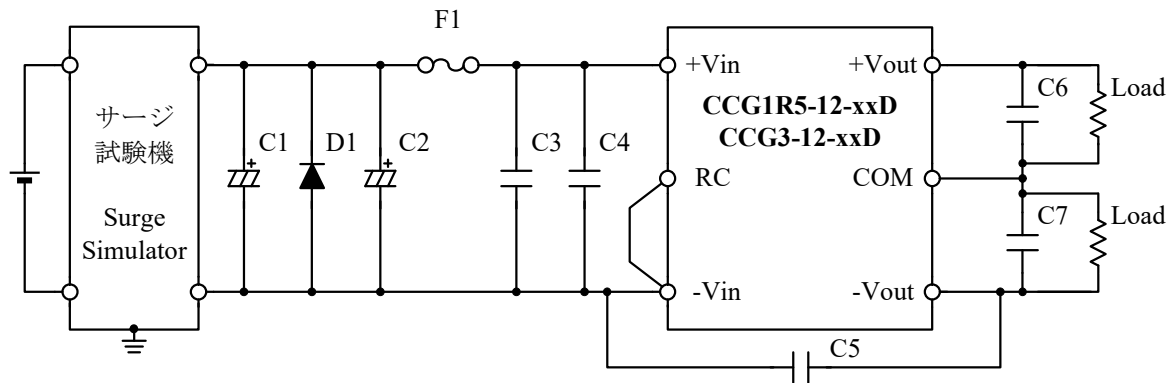 F1
サージ
試験機
Surge
Simulator
C1
D1
C2
C3
C4
+Vin
+Vout
CCG1R5-12-xxD
CCG3-12-xxD
RC
COM
-Vin
-Vout
C6
Load
C7
Load
C5